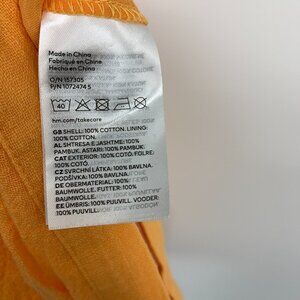 Made in China
Fabriqué en Chine
Hecho en China
O/N 157305
P/N 1072474 5
40
hm.com/takecare
GB SHELL: 100% COTTON. LINING:
100% COTTON.
AL SHTRESA E JASHTME: 100%
PAMBUK. ASTARI: 100% PAMBUK.
CAT EXTERIOR: 100% COTÓ. FOLRE:
100% COTÓ.
CZ SVRCHNÍ LÁTKA: 100% BAVLNA.
PODŠÍVKA: 100% BAVLNA.
DE OBERMATERIAL: 100%
BAUMWOLLE. FUTTER: 100%
BAUMWOLLE.
EE ÜMBRIS: 100% PUUVILL. VOODER:
100% PUUVILL.